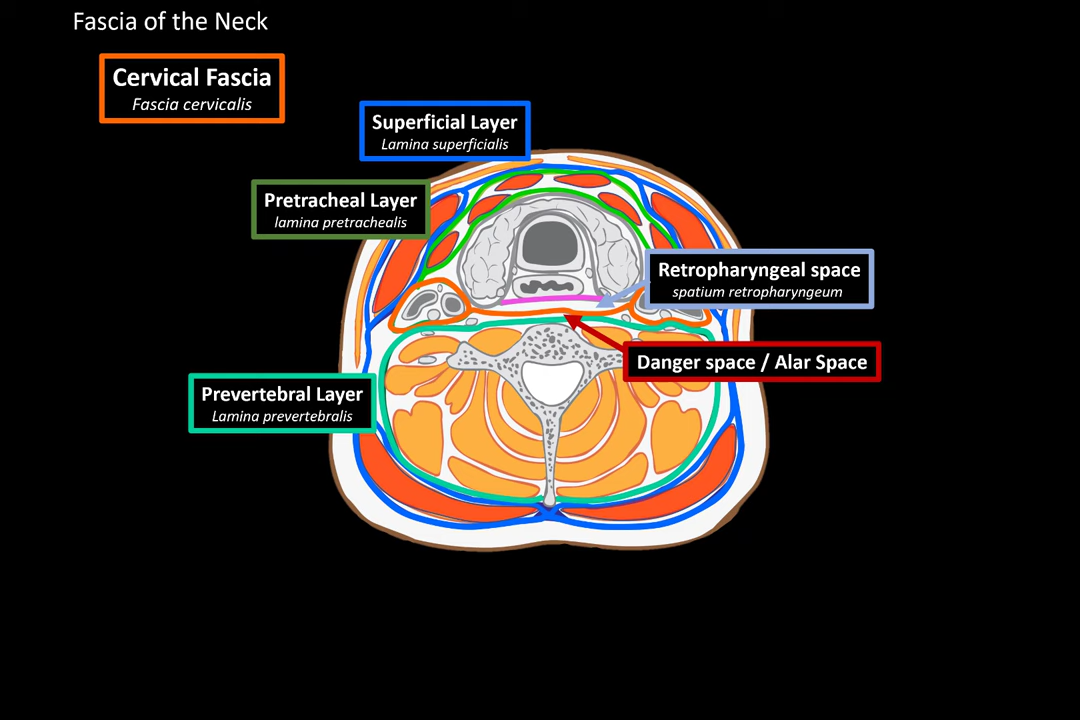 Fascia of the Neck
Cervical Fascia
Fascia cervicalis
Superficial Layer
Lamina superficialis
Pretracheal Layer
lamina pretrachealis
Retropharyngeal space
spatium retropharyngeum
Danger space / Alar Space
Prevertebral Layer
Lamina prevertebralis